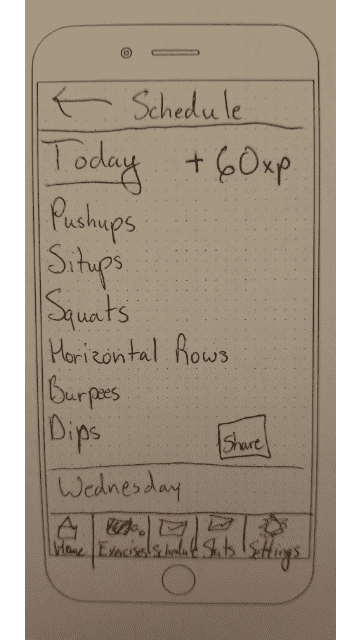 Schedule
Today +60xp
Pushups
Situps
Squats
Horizontal Rows
Burpees
Dips
Share
Wednesday
Home Exercises Schedule Stats Settings